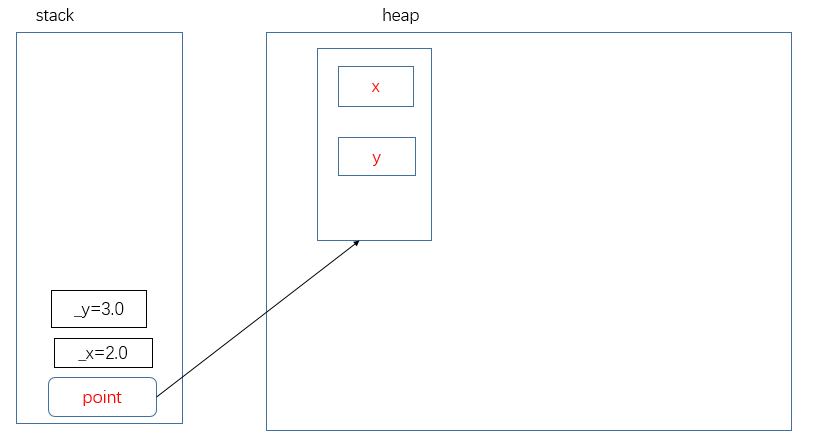 stack
heap
x
y
_y=3.0
_x=2.0
point